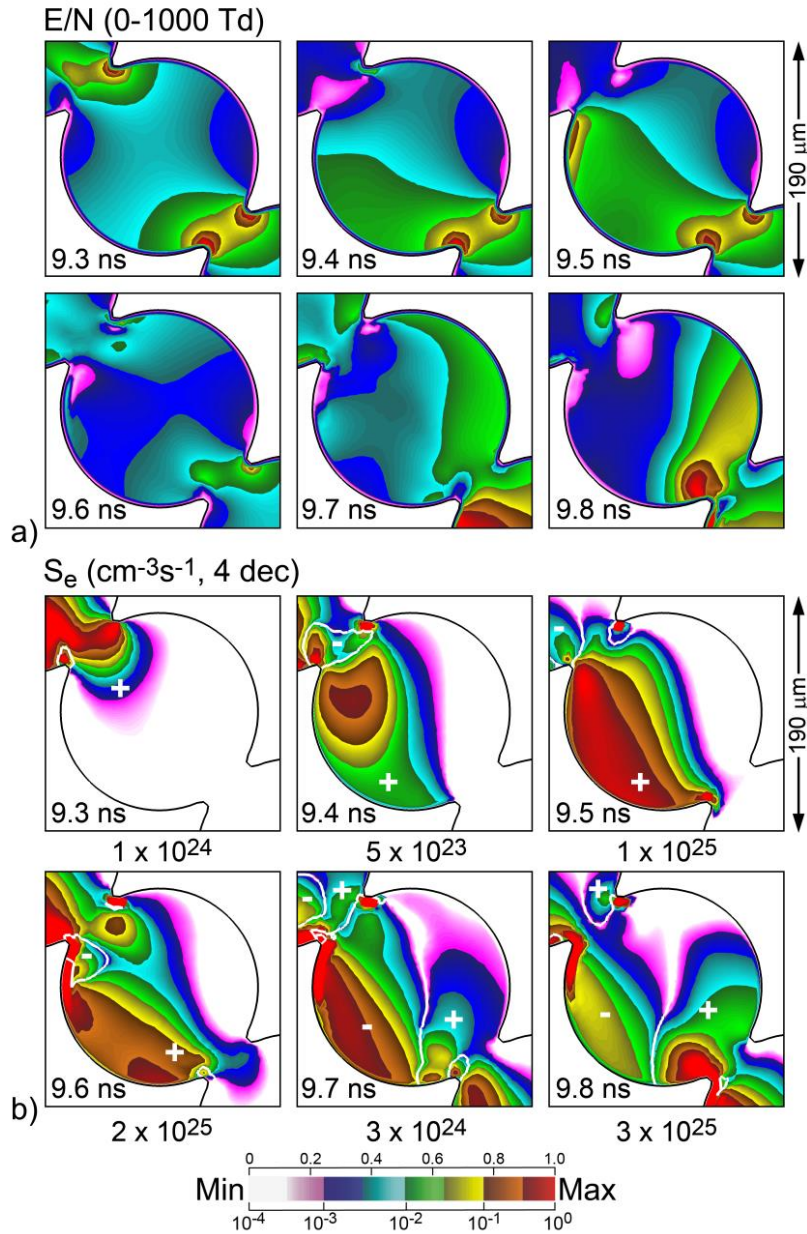 E/N (0-1000 Td)
9.3 ns
9.4 ns
9.5 ns
190 μm
9.6 ns
9.7 ns
9.8 ns
a)
Se (cm-3s-1, 4 dec)
+
-
+
-
+
9.3 ns
9.4 ns
9.5 ns
190 μm
1 x 10²⁴
5 x 10²³
1 x 10²⁵
-
+
-
+
-
+
+
-
+
9.6 ns
9.7 ns
9.8 ns
b)
2 x 10²⁵
3 x 10²⁴
3 x 10²⁵
0 0.2 0.4 0.6 0.8 1.0
Min Max
10⁻⁴ 10⁻³ 10⁻² 10⁻¹ 10⁰